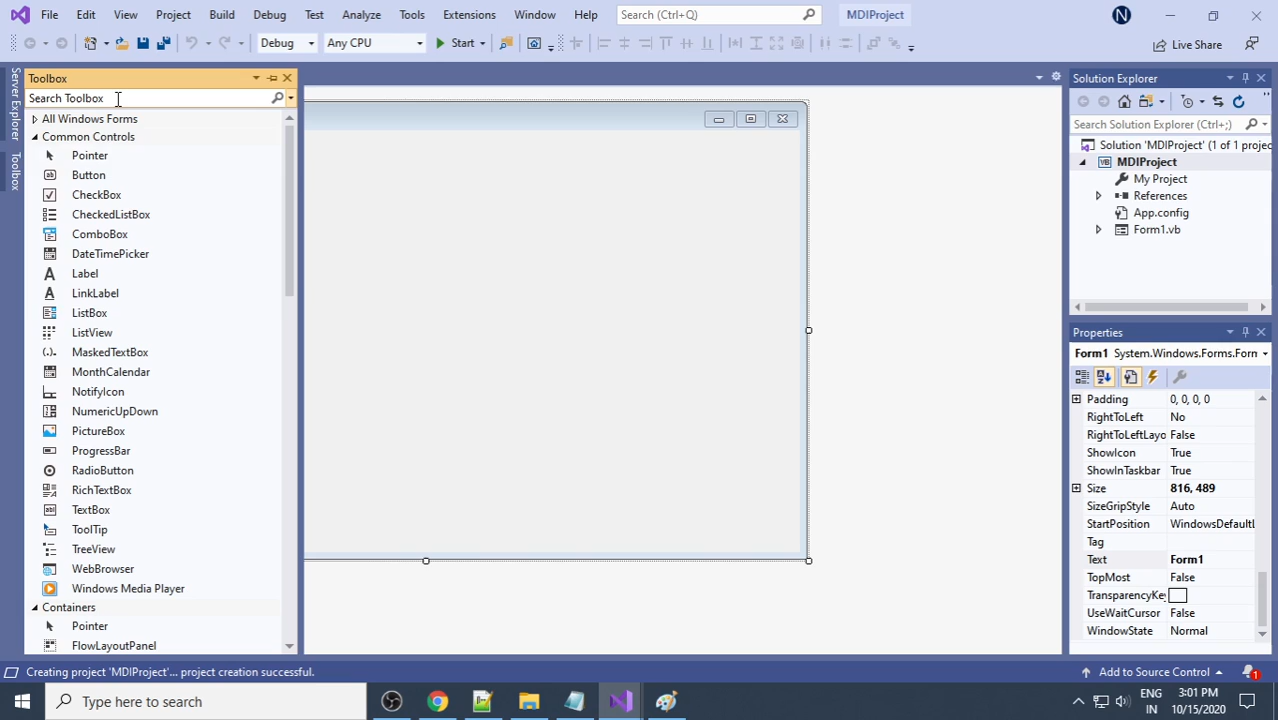 File Edit View Project Build Debug Test Analyze Tools Extensions Window Help Search (Ctrl+Q) MDIProject N
Debug Any CPU Start Live Share
Server Explorer
Toolbox
Toolbox
Search Toolbox
All Windows Forms
Common Controls
Pointer
Button
CheckBox
CheckedListBox
ComboBox
DateTimePicker
Label
LinkLabel
ListBox
ListView
MaskedTextBox
MonthCalendar
NotifyIcon
NumericUpDown
PictureBox
ProgressBar
RadioButton
RichTextBox
TextBox
ToolTip
TreeView
WebBrowser
Windows Media Player
Containers
Pointer
FlowLayoutPanel
Solution Explorer
Search Solution Explorer (Ctrl+;)
Solution 'MDIProject' (1 of 1 projec
VB MDIProject
My Project
References
App.config
Form1.vb
Properties
Form1 System.Windows.Forms.Forn
Padding 0, 0, 0, 0
RightToLeft No
RightToLeftLayo False
ShowIcon True
ShowInTaskbar True
Size 816, 489
SizeGripStyle Auto
StartPosition WindowsDefaultL
Tag
Text Form1
TopMost False
TransparencyKey
UseWaitCursor False
WindowState Normal
Creating project 'MDIProject'... project creation successful. Add to Source Control 1
Type here to search ENG 3:01 PM
IN 10/15/2020